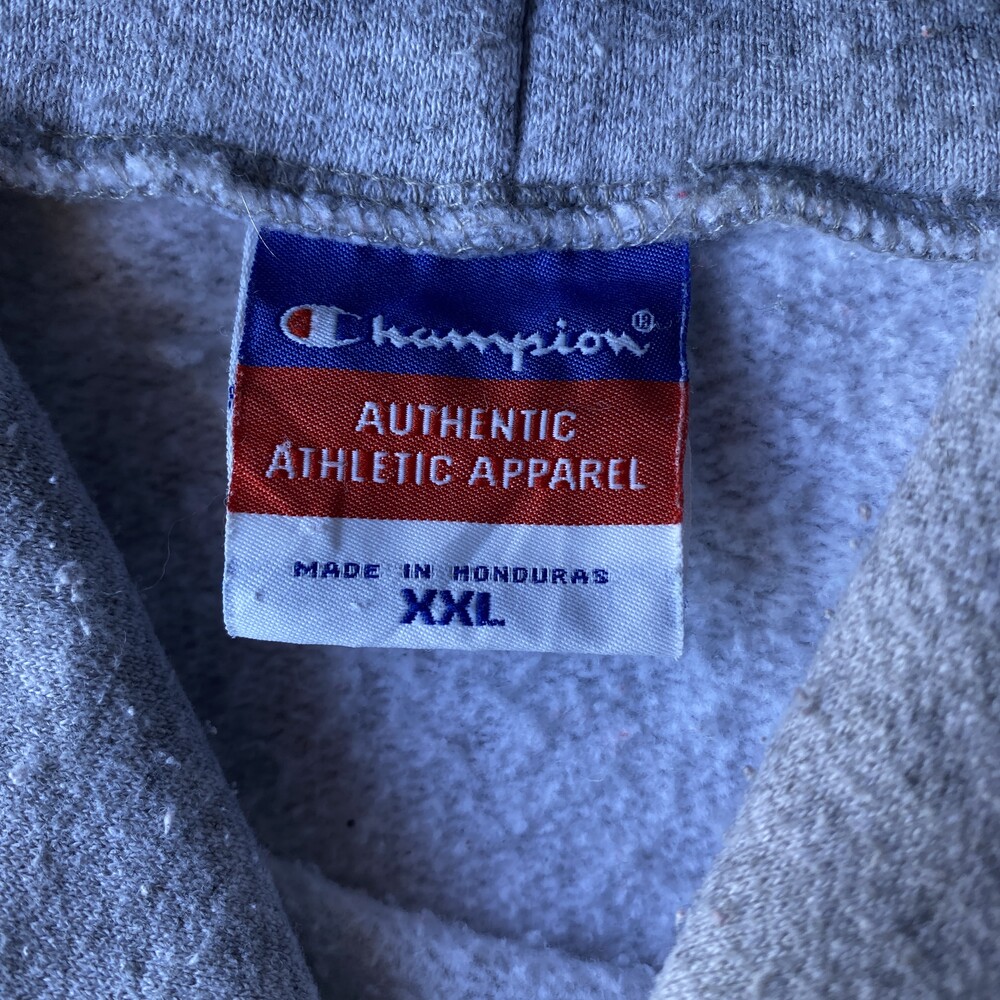 Champion®
AUTHENTIC
ATHLETIC APPAREL
MADE IN HONDURAS
XXL